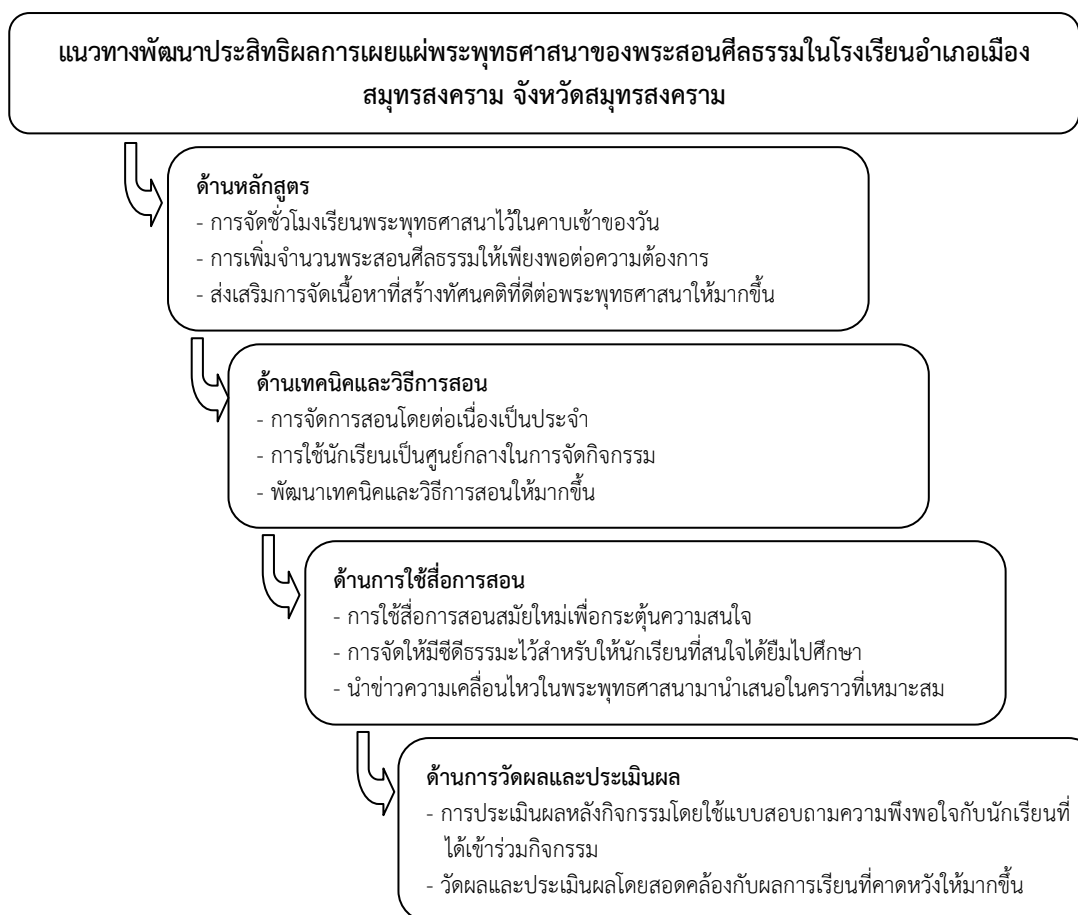 แนวทางพัฒนาประสิทธิผลการเผยแผ่พระพุทธศาสนาของพระสอนศีลธรรมในโรงเรียนอำเภอเมือง
สมุทรสงคราม จังหวัดสมุทรสงคราม
ด้านหลักสูตร
- การจัดชั่วโมงเรียนพระพุทธศาสนาไว้ในคาบเช้าของวัน
- การเพิ่มจำนวนพระสอนศีลธรรมให้เพียงพอต่อความต้องการ
- ส่งเสริมการจัดเนื้อหาที่สร้างทัศนคติที่ดีต่อพระพุทธศาสนาให้มากขึ้น
ด้านเทคนิคและวิธีการสอน
- การจัดการสอนโดยต่อเนื่องเป็นประจำ
- การใช้นักเรียนเป็นศูนย์กลางในการจัดกิจกรรม
- พัฒนาเทคนิคและวิธีการสอนให้มากขึ้น
ด้านการใช้สื่อการสอน
- การใช้สื่อการสอนสมัยใหม่เพื่อกระตุ้นความสนใจ
- การจัดให้มีซีดีธรรมะไว้สำหรับให้นักเรียนที่สนใจได้ยืมไปศึกษา
- นำข่าวความเคลื่อนไหวในพระพุทธศาสนามานำเสนอในคราวที่เหมาะสม
ด้านการวัดผลและประเมินผล
- การประเมินผลหลังกิจกรรมโดยใช้แบบสอบถามความพึงพอใจกับนักเรียนที่
ได้เข้าร่วมกิจกรรม
- วัดผลและประเมินผลโดยสอดคล้องกับผลการเรียนที่คาดหวังให้มากขึ้น